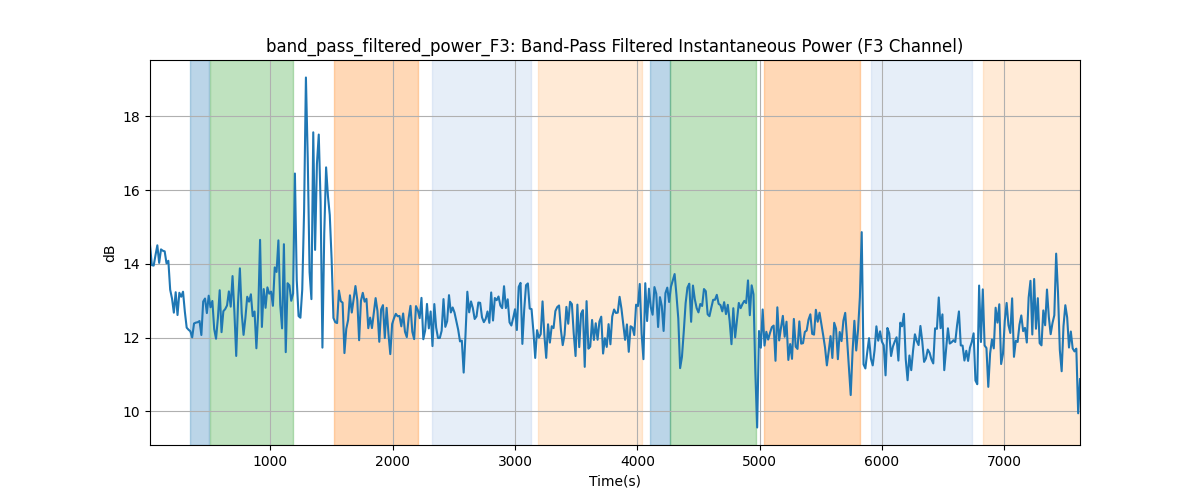 band_pass_filtered_power_F3: Band-Pass Filtered Instantaneous Power (F3 Channel)
18
16
14
12
10
dB
1000 2000 3000 4000 5000 6000 7000
Time(s)